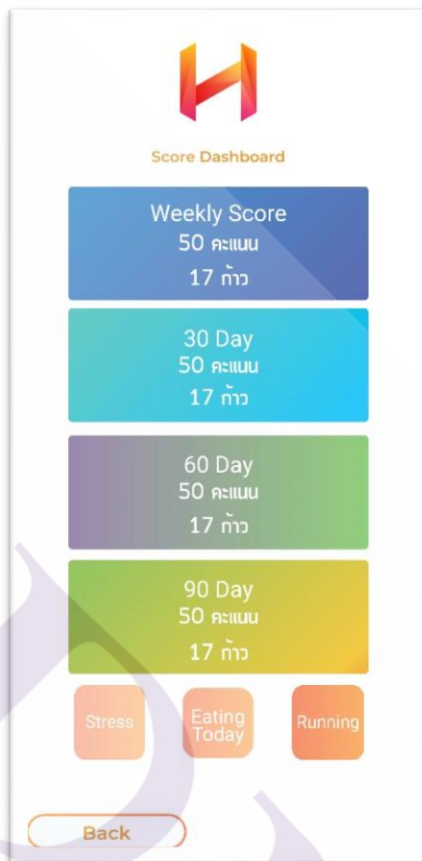 Score Dashboard
Weekly Score
50 คะแนน
17 ก้าว
30 Day
50 คะแนน
17 ก้าว
60 Day
50 คะแนน
17 ก้าว
90 Day
50 คะแนน
17 ก้าว
Stress
Eating
Today
Running
Back